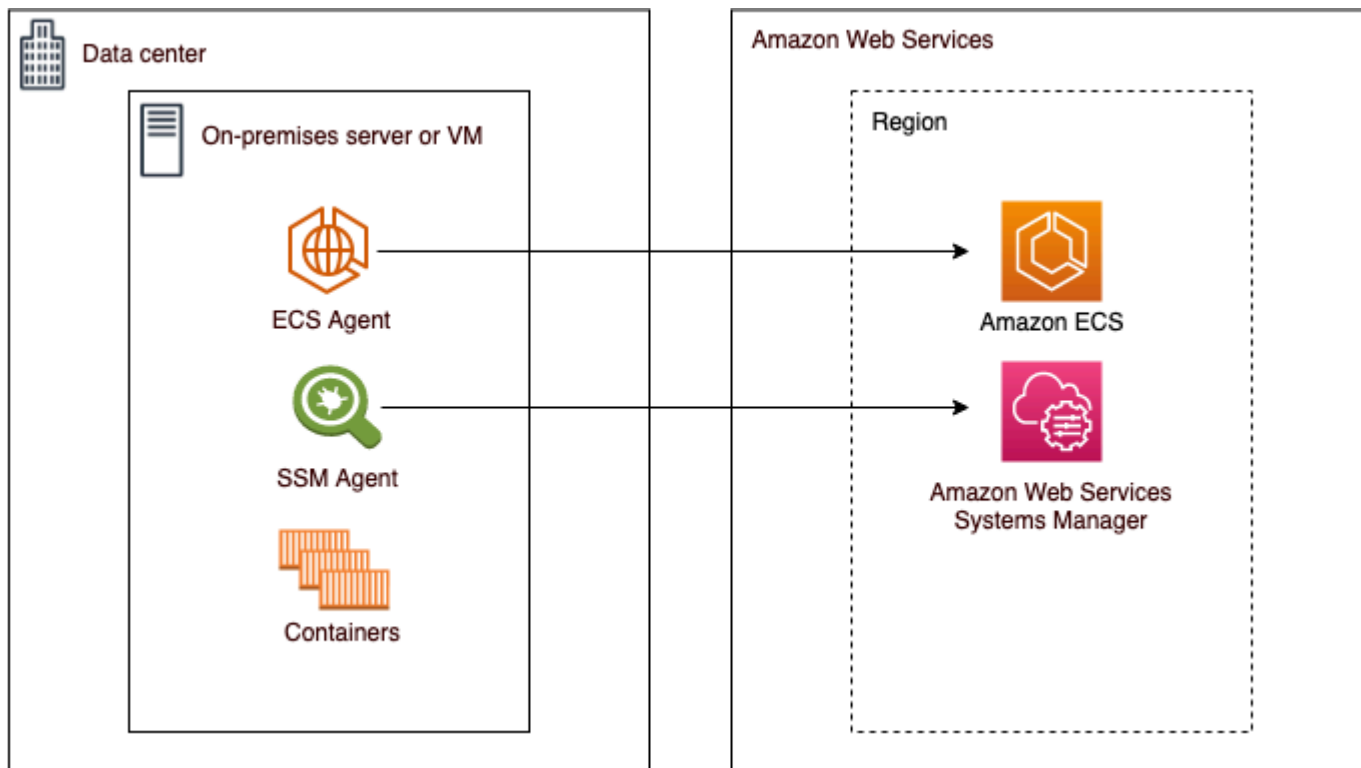 Data center
On-premises server or VM
ECS Agent
SSM Agent
Containers
Amazon Web Services
Region
Amazon ECS
Amazon Web Services
Systems Manager